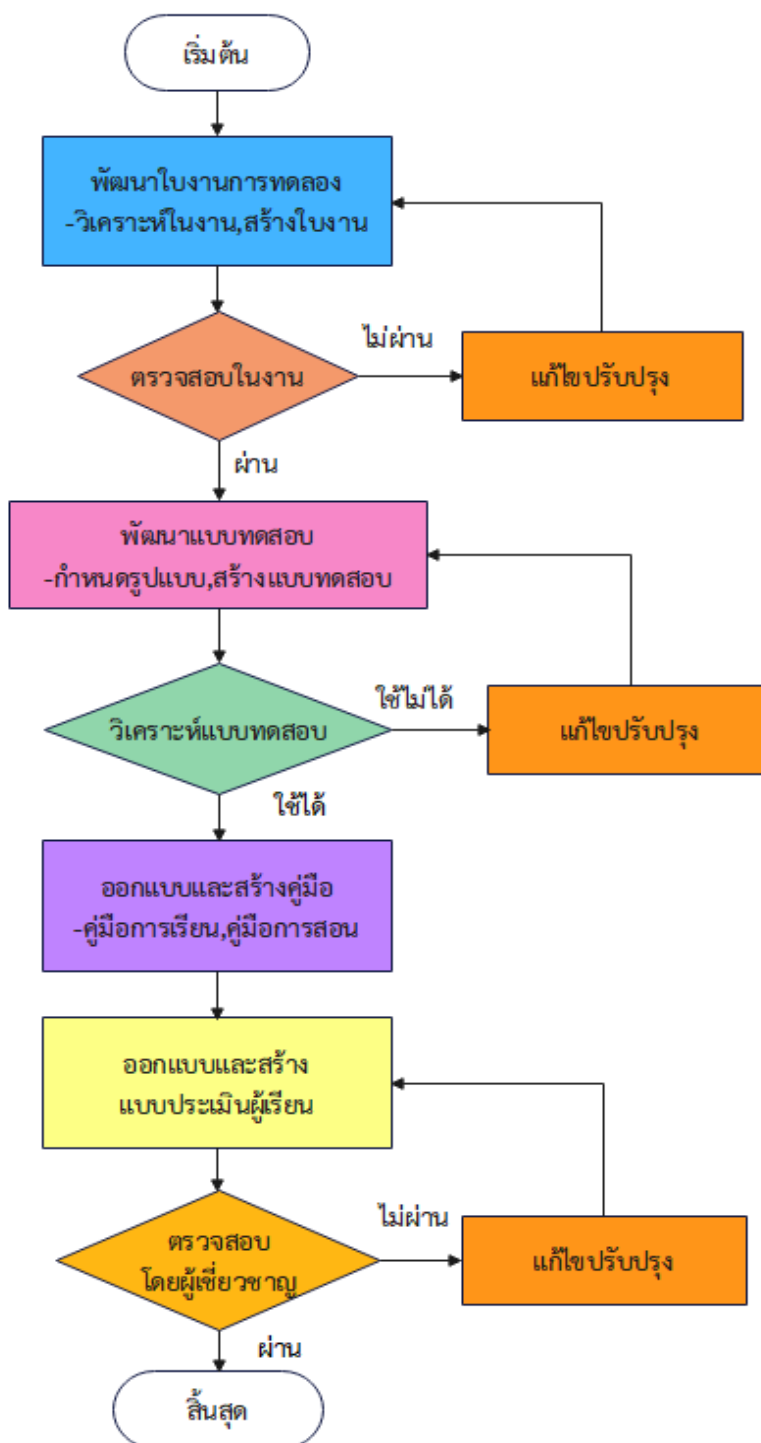 เริ่มต้น
พัฒนาใบงานการทดลอง
-วิเคราะห์ในงาน,สร้างใบงาน
ตรวจสอบในงาน
ไม่ผ่าน
แก้ไขปรับปรุง
ผ่าน
พัฒนาแบบทดสอบ
-กำหนดรูปแบบ,สร้างแบบทดสอบ
วิเคราะห์แบบทดสอบ
ใช้ไม่ได้
แก้ไขปรับปรุง
ใช้ได้
ออกแบบและสร้างคู่มือ
-คู่มือการเรียน,คู่มือการสอน
ออกแบบและสร้าง
แบบประเมินผู้เรียน
ตรวจสอบ
โดยผู้เชี่ยวชาญ
ไม่ผ่าน
แก้ไขปรับปรุง
ผ่าน
สิ้นสุด